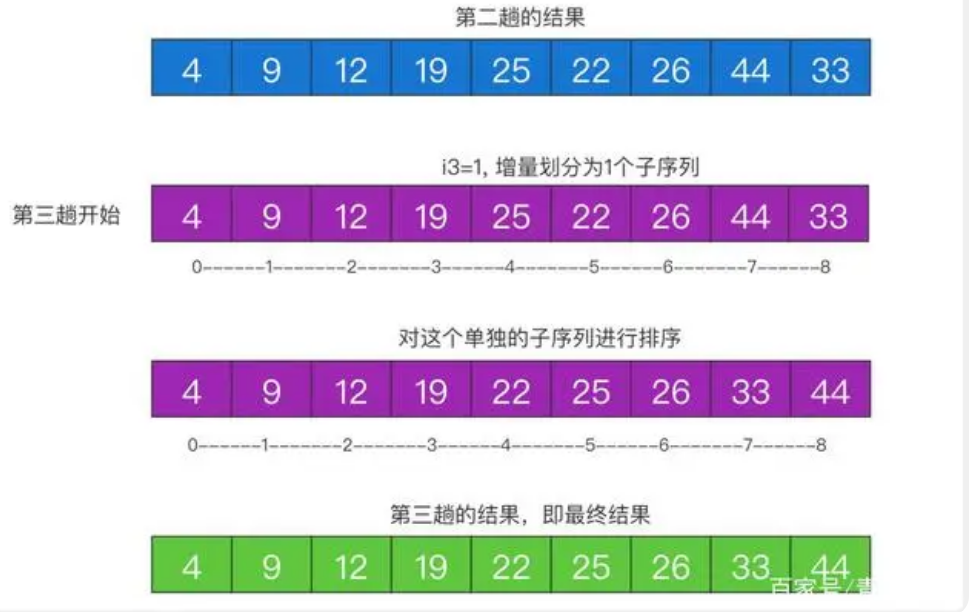 第二趟的结果
4 9 12 19 25 22 26 44 33
i3=1, 增量划分为1个子序列
第三趟开始
4 9 12 19 25 22 26 44 33
0------1-------2-------3------4-------5------6-------7------8
对这个单独的子序列进行排序
4 9 12 19 22 25 26 33 44
0------1-------2-------3------4-------5------6-------7------8
第三趟的结果，即最终结果
4 9 12 19 22 25 26 33 44
百家号/青